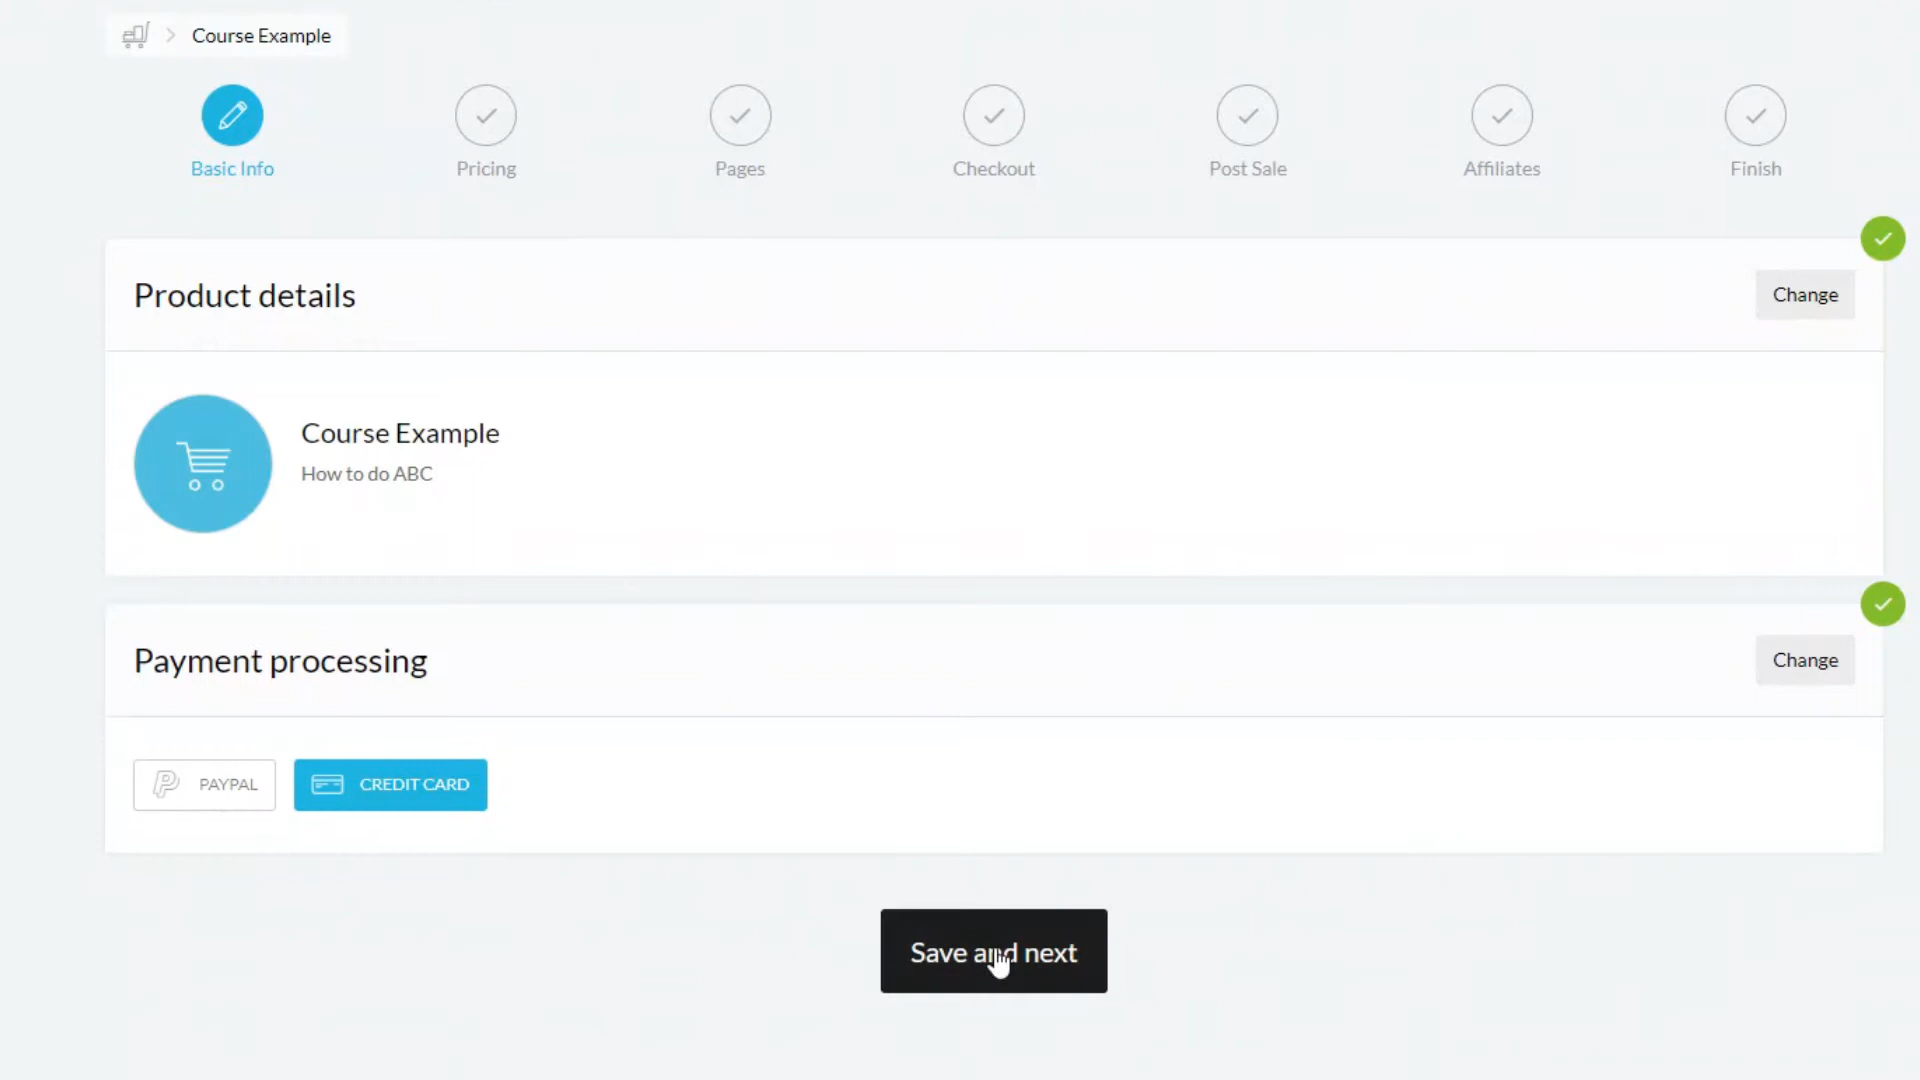 Course Example
Basic Info
Pricing
Pages
Checkout
Post Sale
Affiliates
Finish
Product details
Change
Course Example
How to do ABC
Payment processing
Change
PAYPAL
CREDIT CARD
Save and next